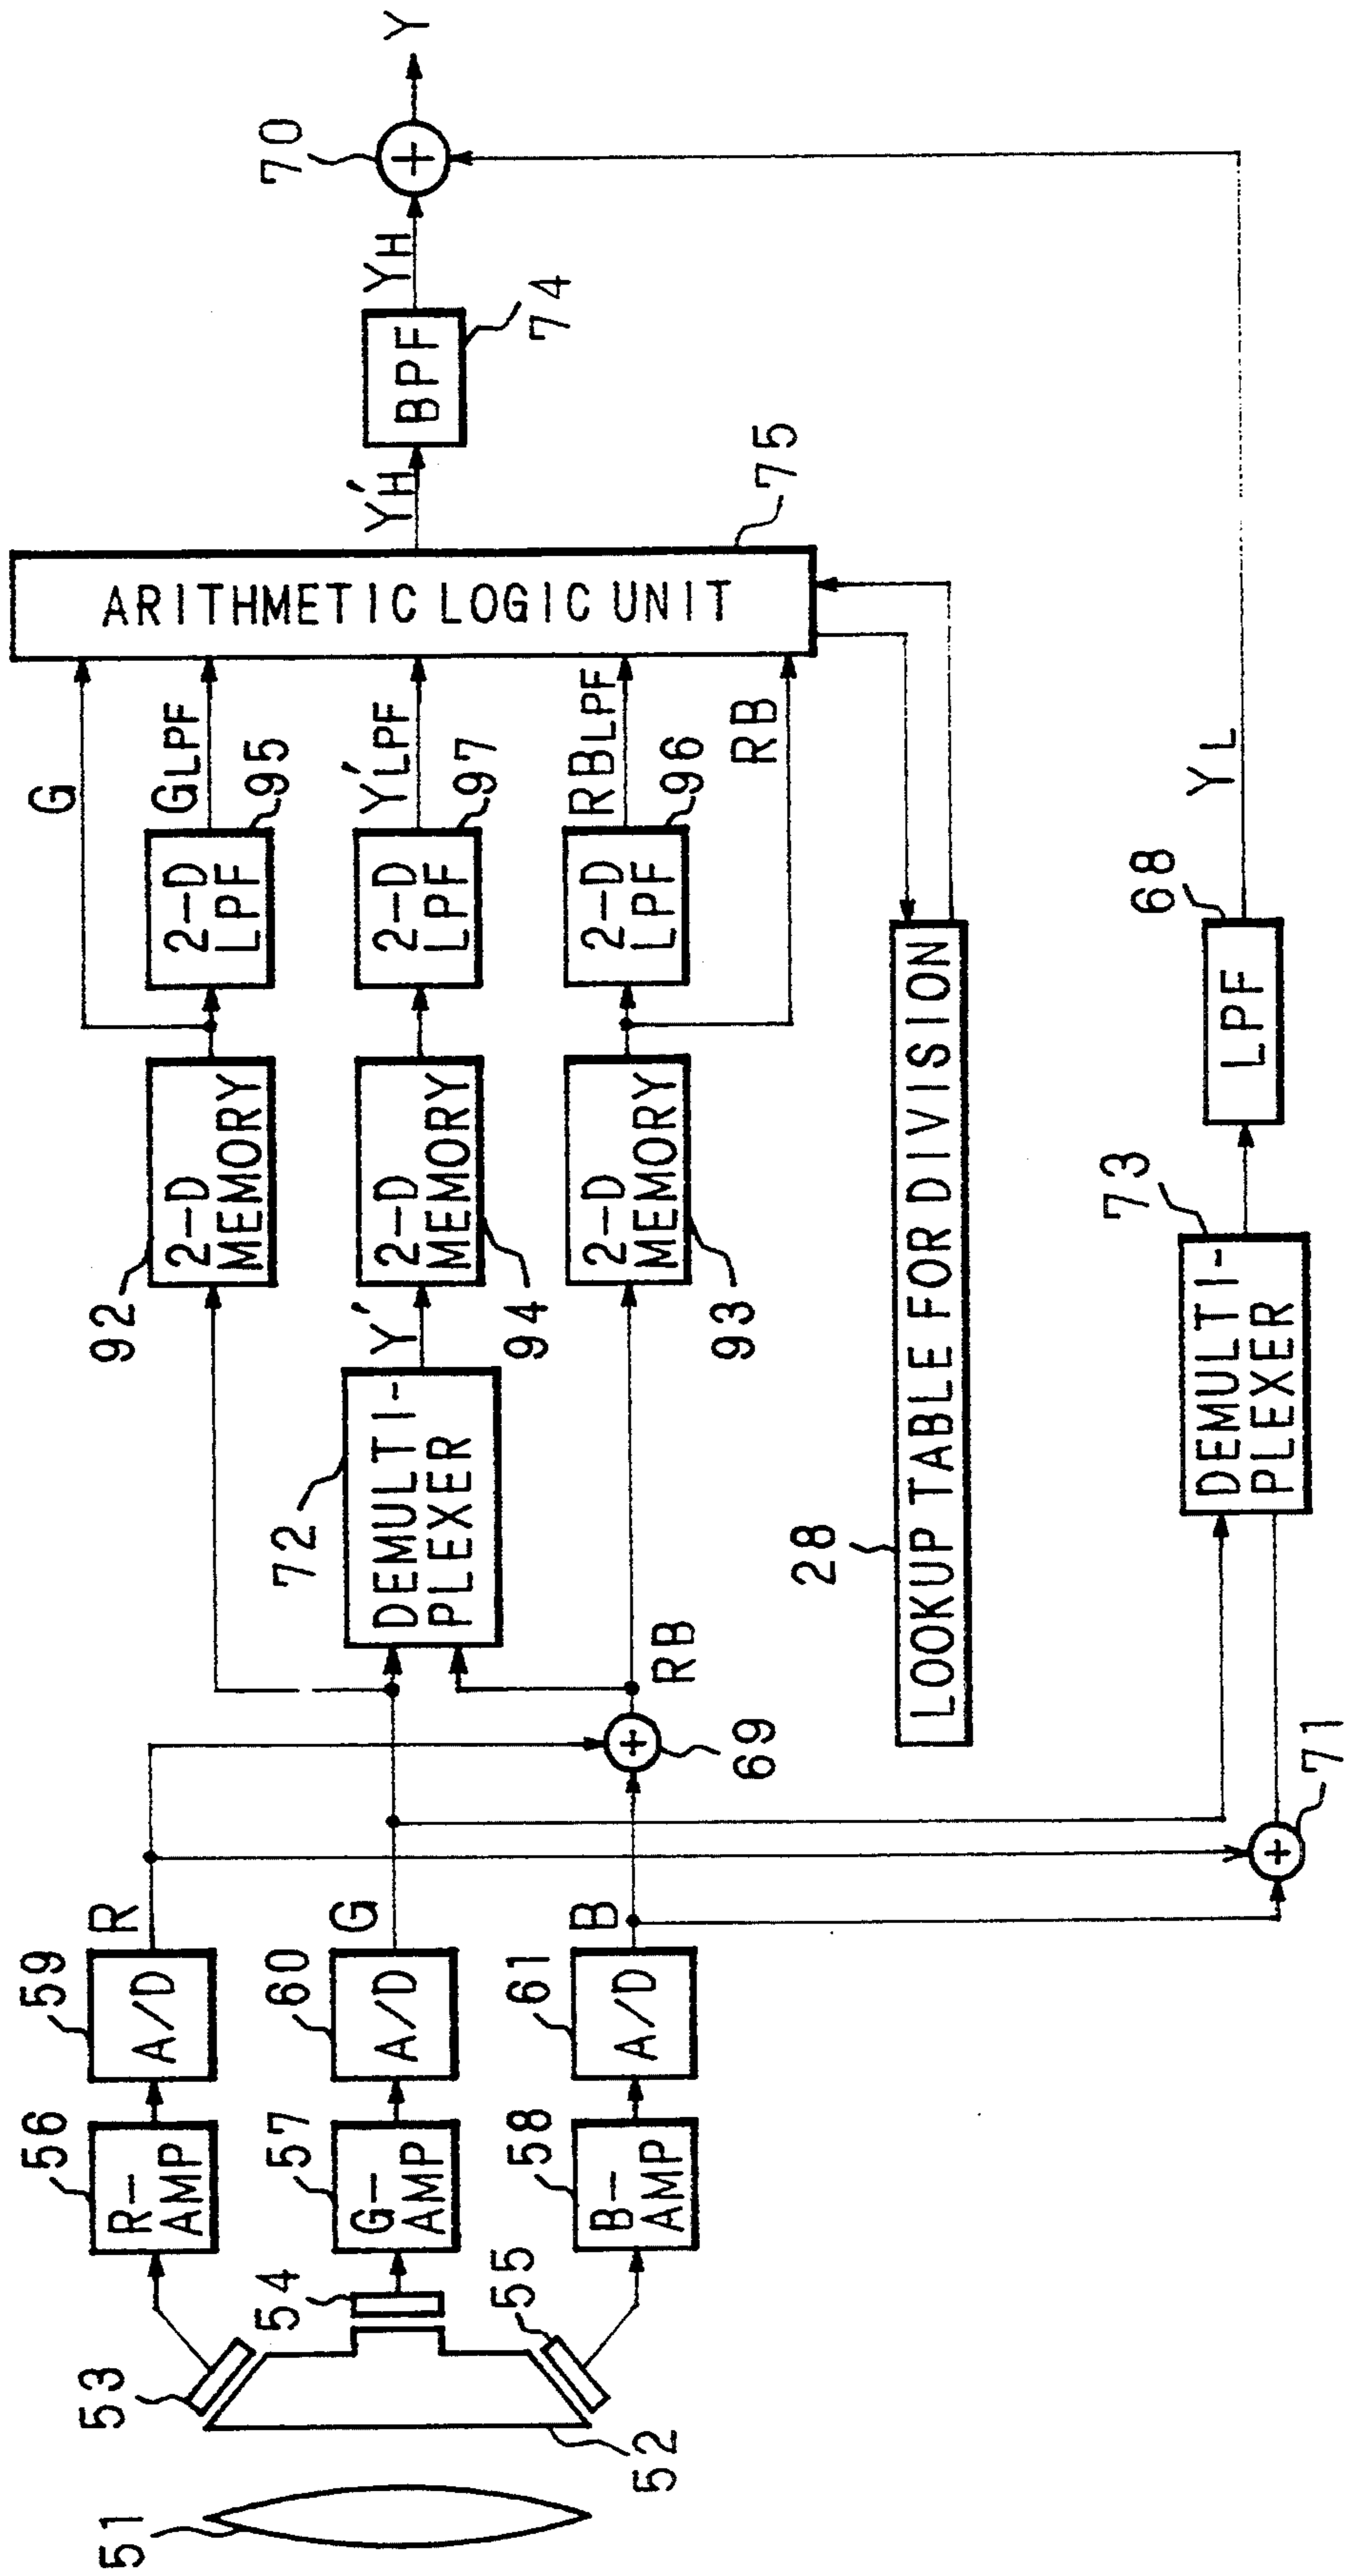 51
52
53
54
55
56
R-
AMP
57
G-
AMP
58
B-
AMP
59
A/D
R
60
A/D
G
61
A/D
B
69
RB
71
72
DEMULTI-
PLEXER
Y'
92
2-D
MEMORY
94
2-D
MEMORY
93
2-D
MEMORY
G
2-D
LPF
95
GLPF
2-D
LPF
97
Y'LPF
2-D
LPF
96
RBLPF
RB
28
LOOKUP TABLE FOR DIVISION
73
DEMULTI-
PLEXER
68
LPF
YL
ARITHMETIC LOGIC UNIT
75
Y'H
BPF
74
YH
70
Y